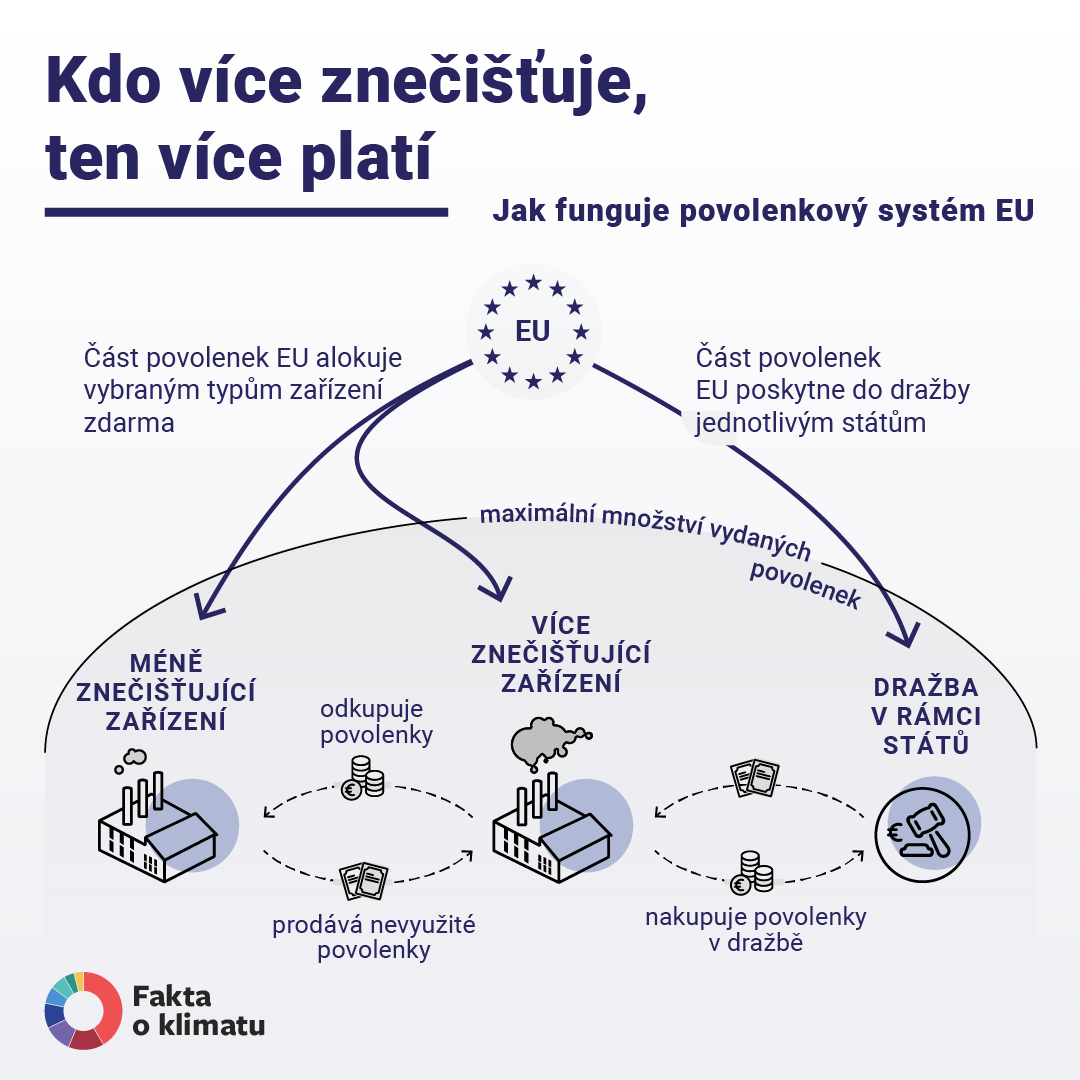 Kdo více znečišťuje,
ten více platí
Jak funguje povolenkový systém EU
EU
Část povolenek EU alokuje
vybraným typům zařízení
zdarma
Část povolenek
EU poskytne do dražby
jednotlivým státům
maximální množství vydaných
povolenek
MÉNĚ
ZNEČIŠŤUJÍCÍ
ZAŘÍZENÍ
VÍCE
ZNEČIŠŤUJÍCÍ
ZAŘÍZENÍ
DRAŽBA
V RÁMCI
STÁTŮ
odkupuje
povolenky
€
€
prodává nevyužité
povolenky
€
nakupuje povolenky
v dražbě
Fakta
o klimatu